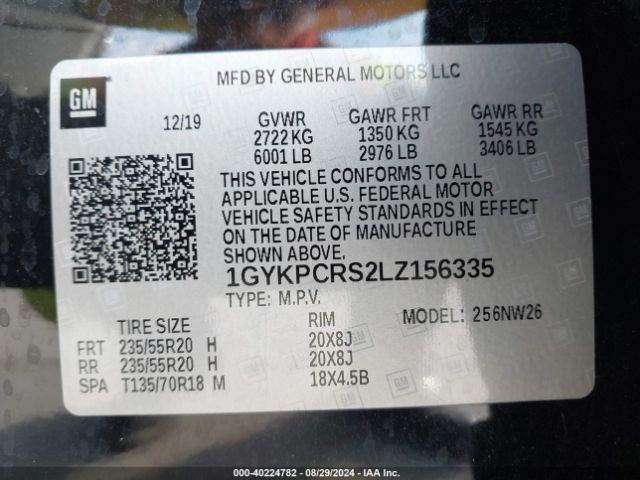 GM
MFD BY GENERAL MOTORS LLC
12/19 GVWR GAWR FRT GAWR RR
2722 KG 1350 KG 1545 KG
6001 LB 2976 LB 3406 LB
THIS VEHICLE CONFORMS TO ALL
APPLICABLE U.S. FEDERAL MOTOR
VEHICLE SAFETY STANDARDS IN EFFECT
ON THE DATE OF MANUFACTURE
SHOWN ABOVE.
1GYKPCRS2LZ156335
TYPE: M.P.V.
MODEL: 256NW26
TIRE SIZE RIM
FRT 235/55R20 H 20X8J
RR 235/55R20 H 20X8J
SPA T135/70R18 M 18X4.5B
000-40224782 - 08/29/2024 - IAA Inc.